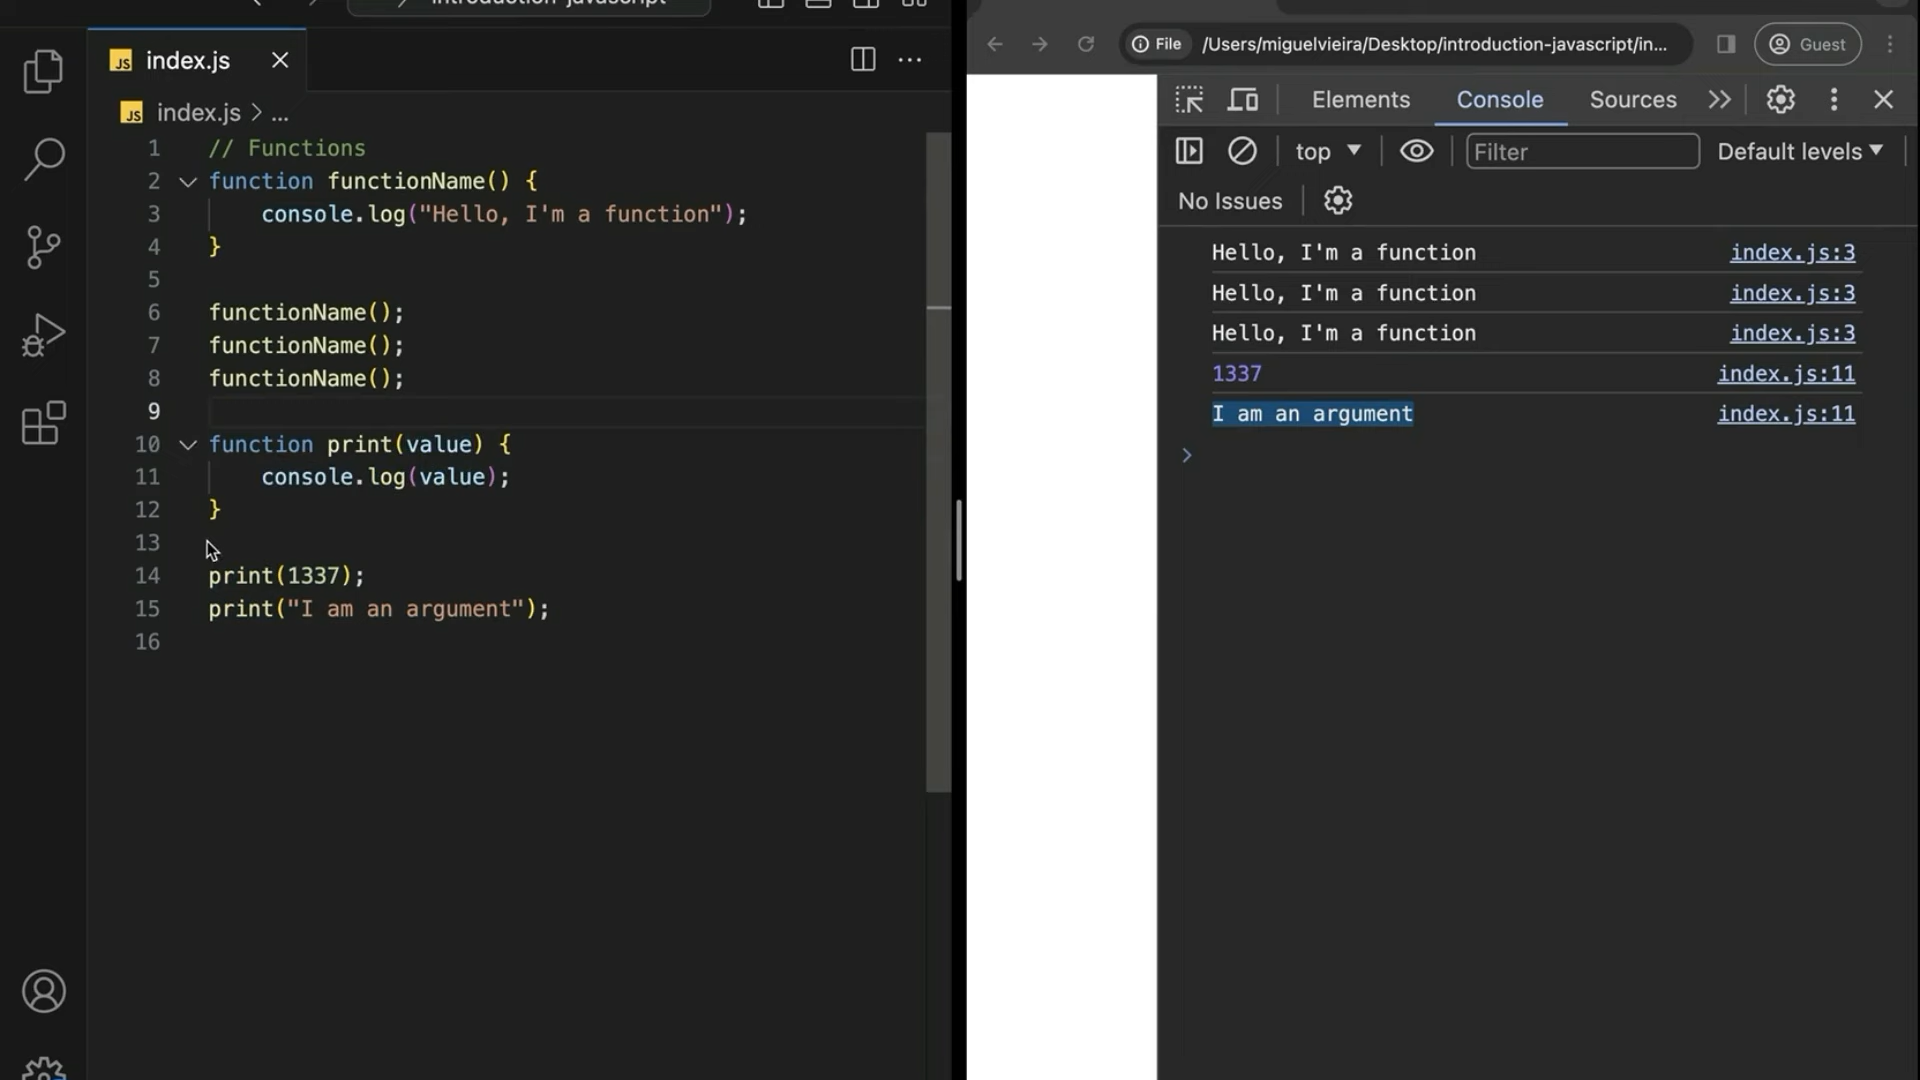 introduction-javascript
JS index.js
JS index.js > ...
1 // Functions
2 function functionName() {
3 console.log("Hello, I'm a function");
4 }
5
6 functionName();
7 functionName();
8 functionName();
9
10 function print(value) {
11 console.log(value);
12 }
13
14 print(1337);
15 print("I am an argument");
16
File /Users/miguelvieira/Desktop/introduction-javascript/in... Guest
Elements Console Sources
top Filter Default levels
No Issues
Hello, I'm a function index.js:3
Hello, I'm a function index.js:3
Hello, I'm a function index.js:3
1337 index.js:11
I am an argument index.js:11